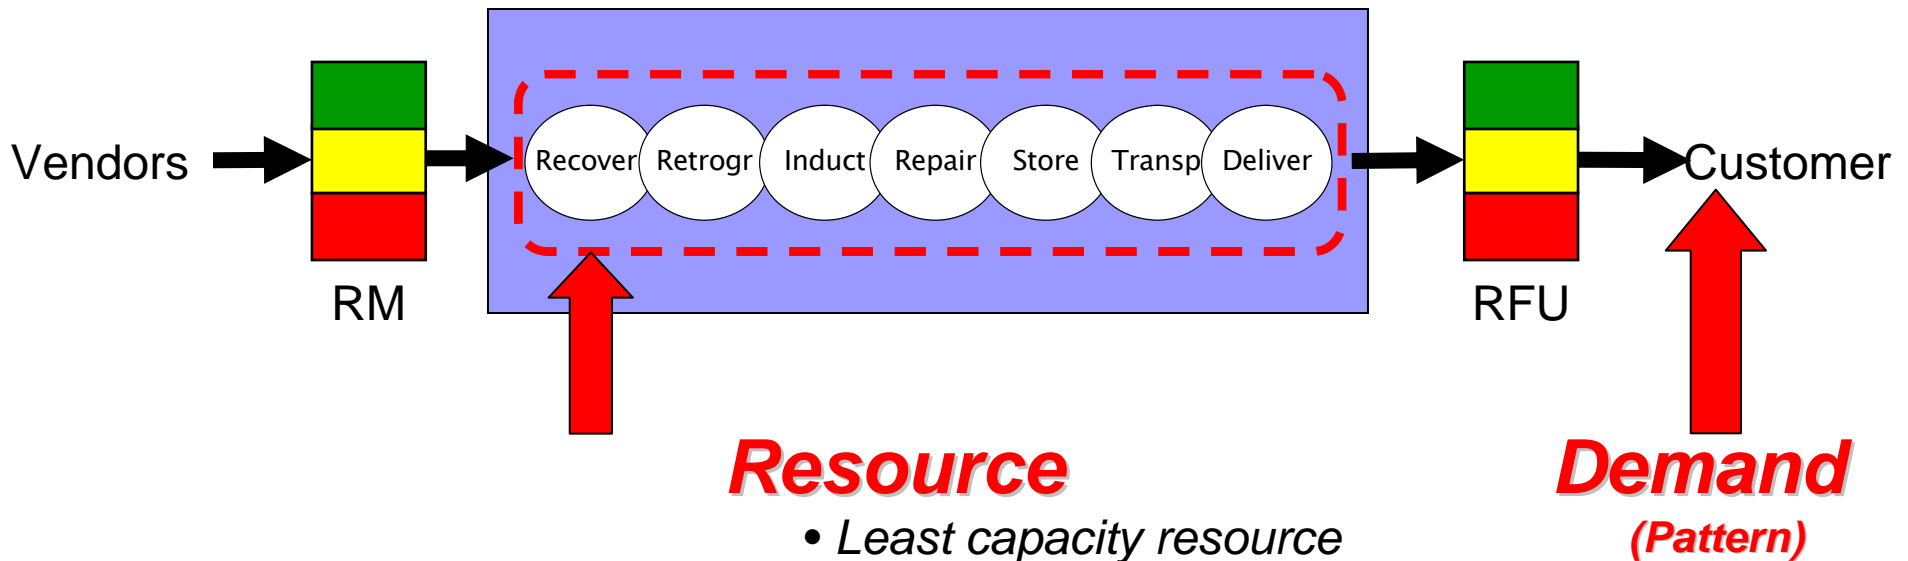 Vendors
Recover Retrogr Induct Repair Store Transp Deliver
Customer
RM
RFU
Resource
Demand
• Least capacity resource
(Pattern)